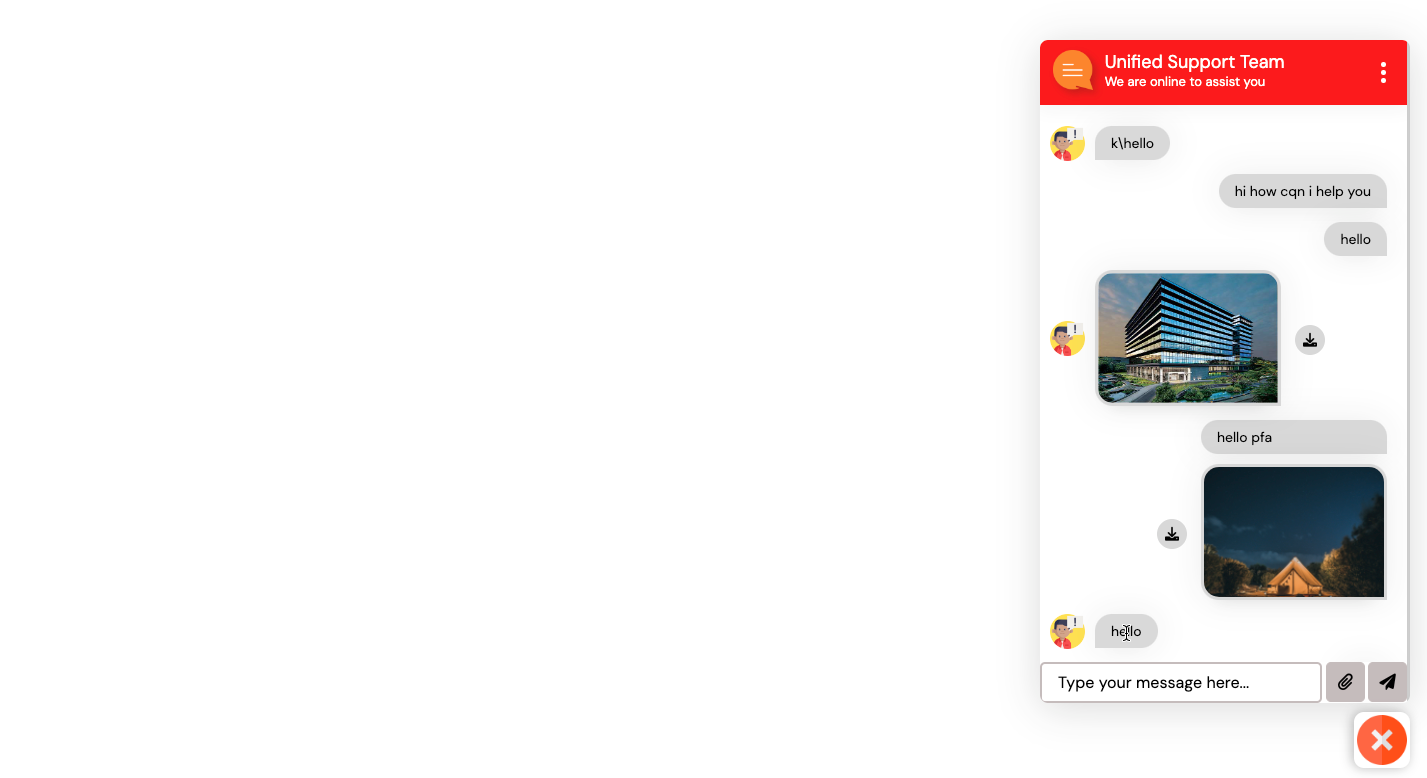 Unified Support Team
We are online to assist you
!
k\hello
hi how cqn i help you
hello
!
hello pfa
!
hello
Type your message here...